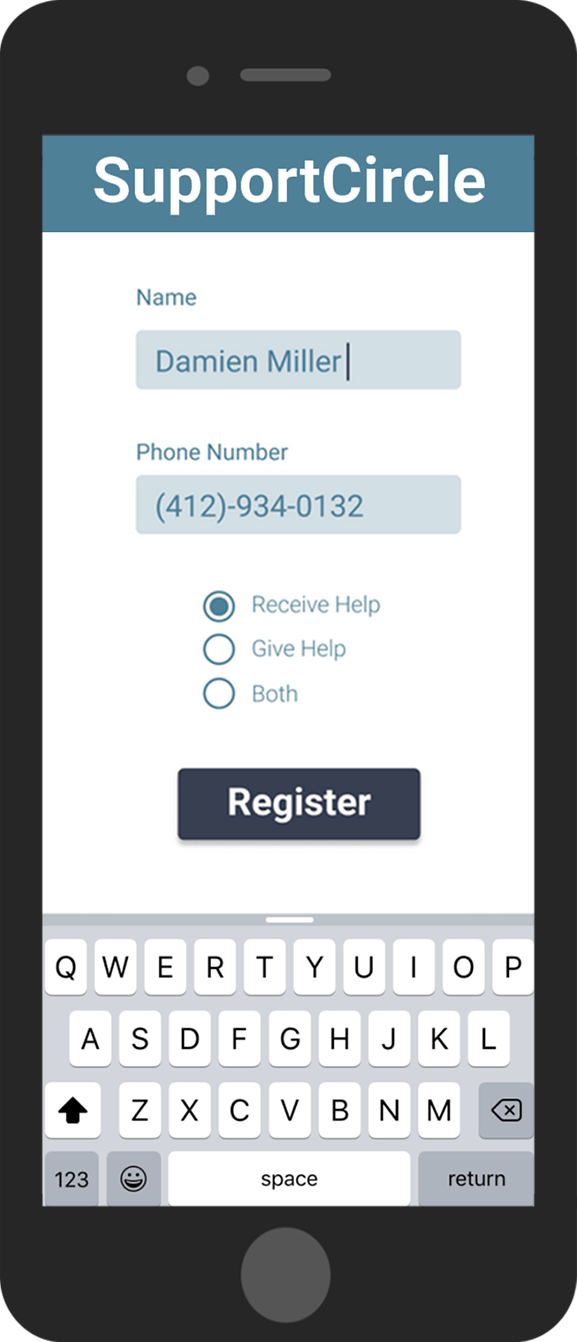 SupportCircle
Name
Damien Miller
Phone Number
(412)-934-0132
Receive Help
Give Help
Both
Register
Q W E R T Y U I O P
A S D F G H J K L
Z X C V B N M
123 space return